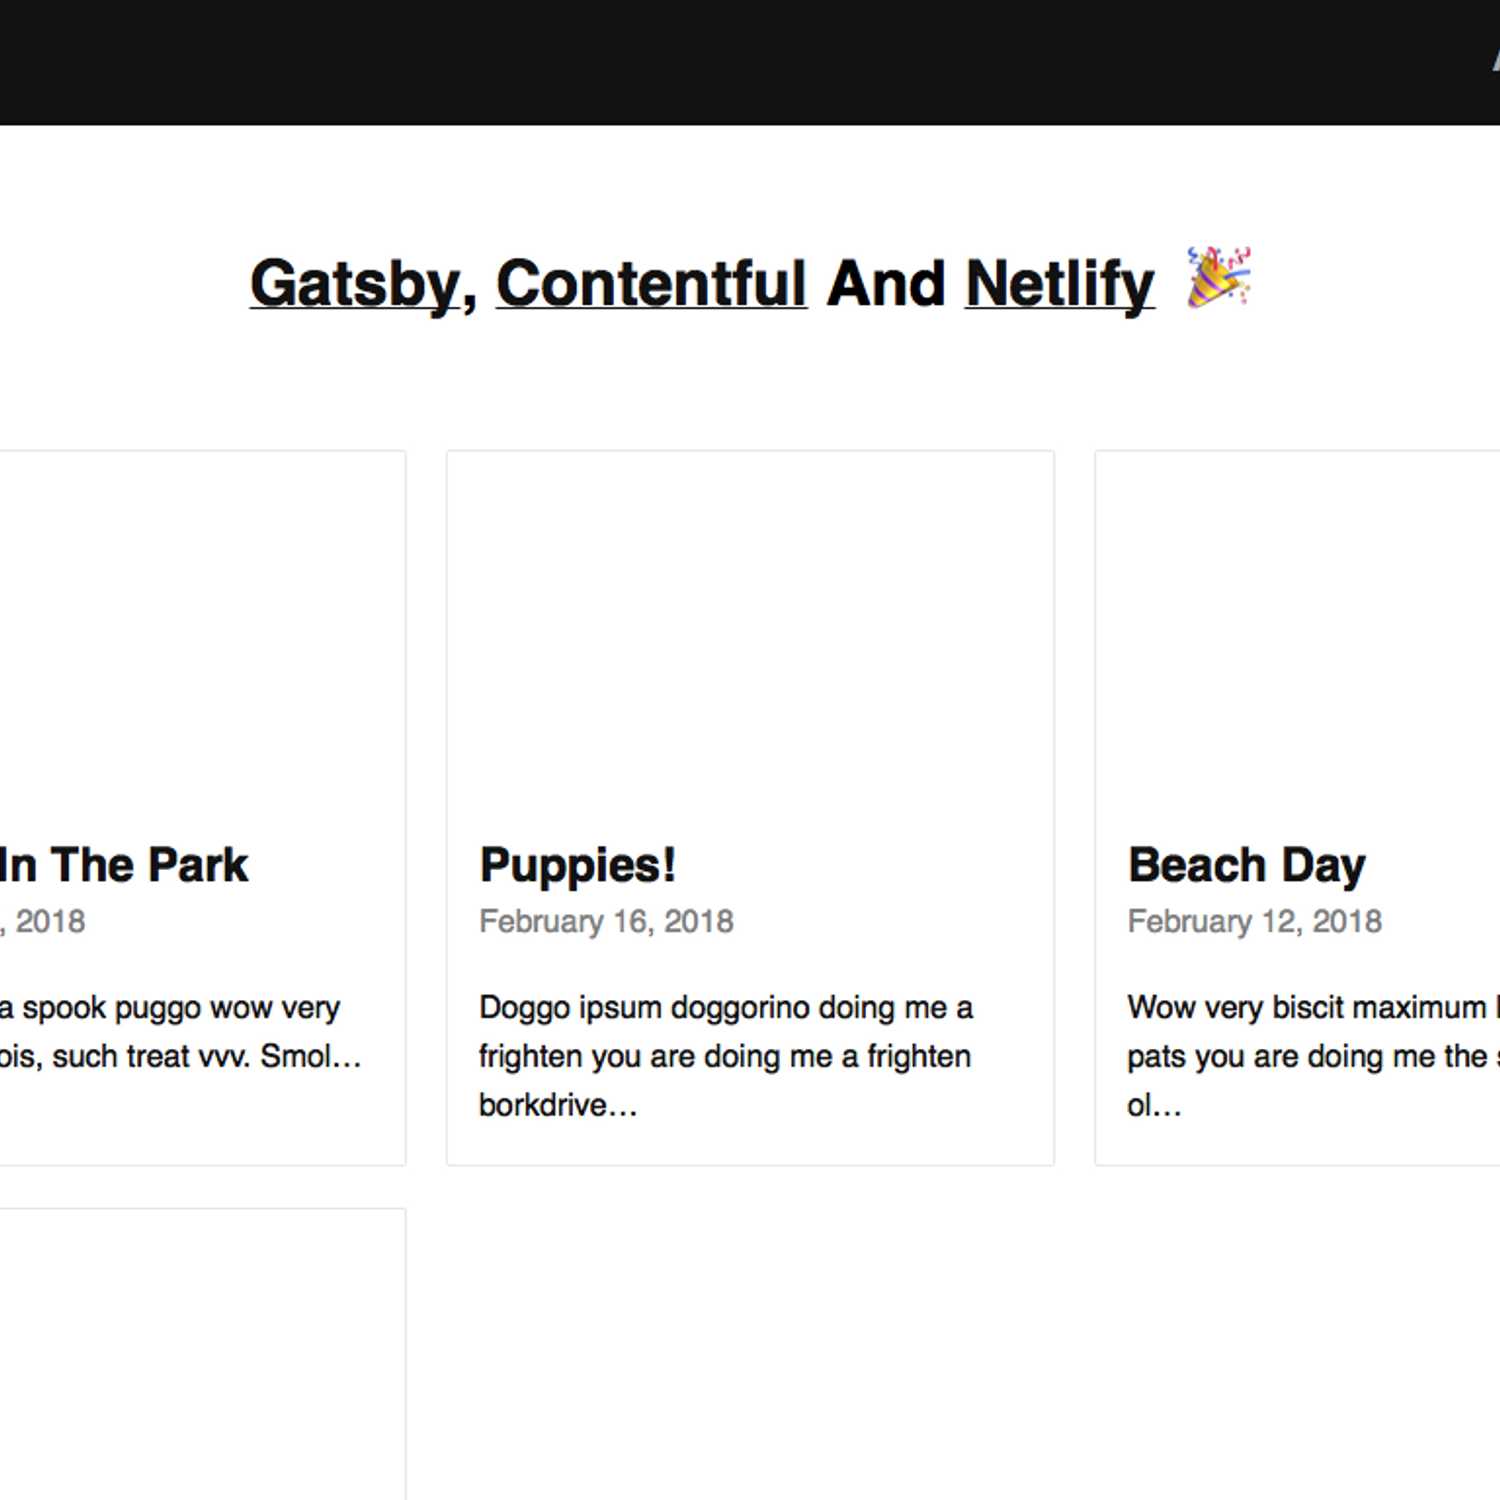 Gatsby, Contentful And Netlify 🎉
In The Park
, 2018
a spook puggo wow very
ois, such treat vvv. Smol…
Puppies!
February 16, 2018
Doggo ipsum doggorino doing me a
frighten you are doing me a frighten
borkdrive…
Beach Day
February 12, 2018
Wow very biscit maximum
pats you are doing me the
ol…